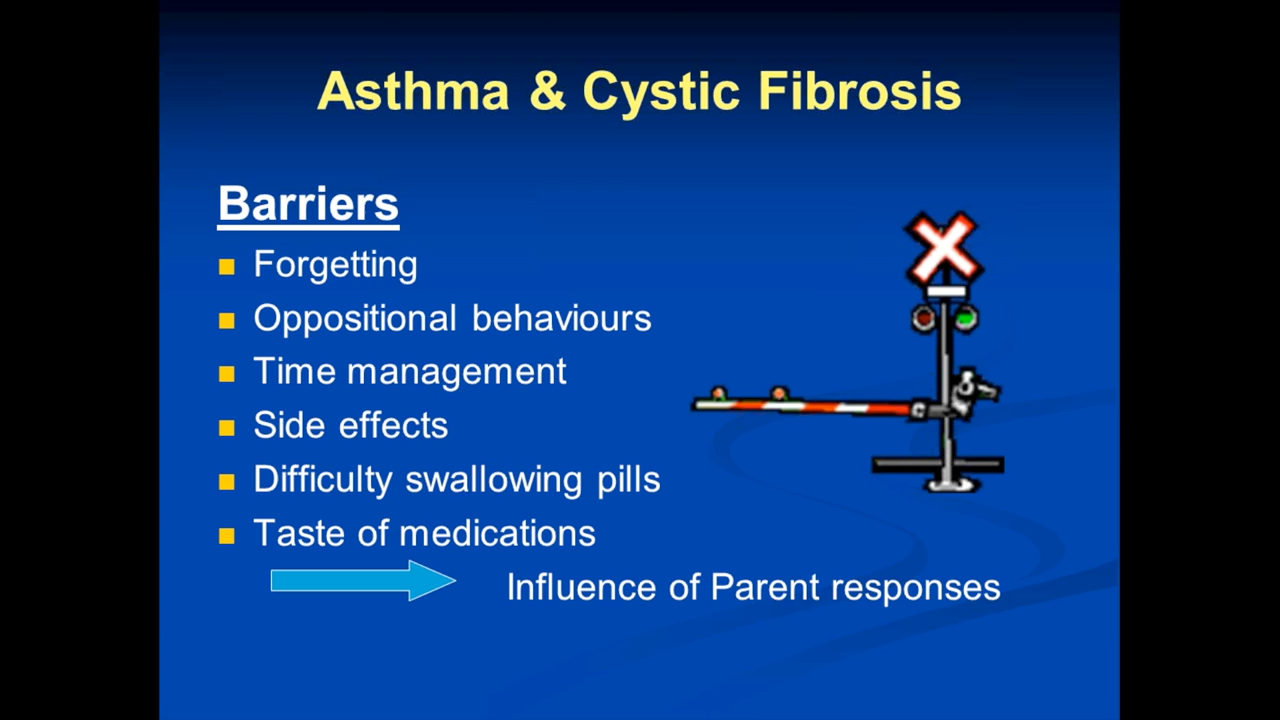 Asthma & Cystic Fibrosis
Barriers
Forgetting
Oppositional behaviours
Time management
Side effects
Difficulty swallowing pills
Taste of medications
Influence of Parent responses